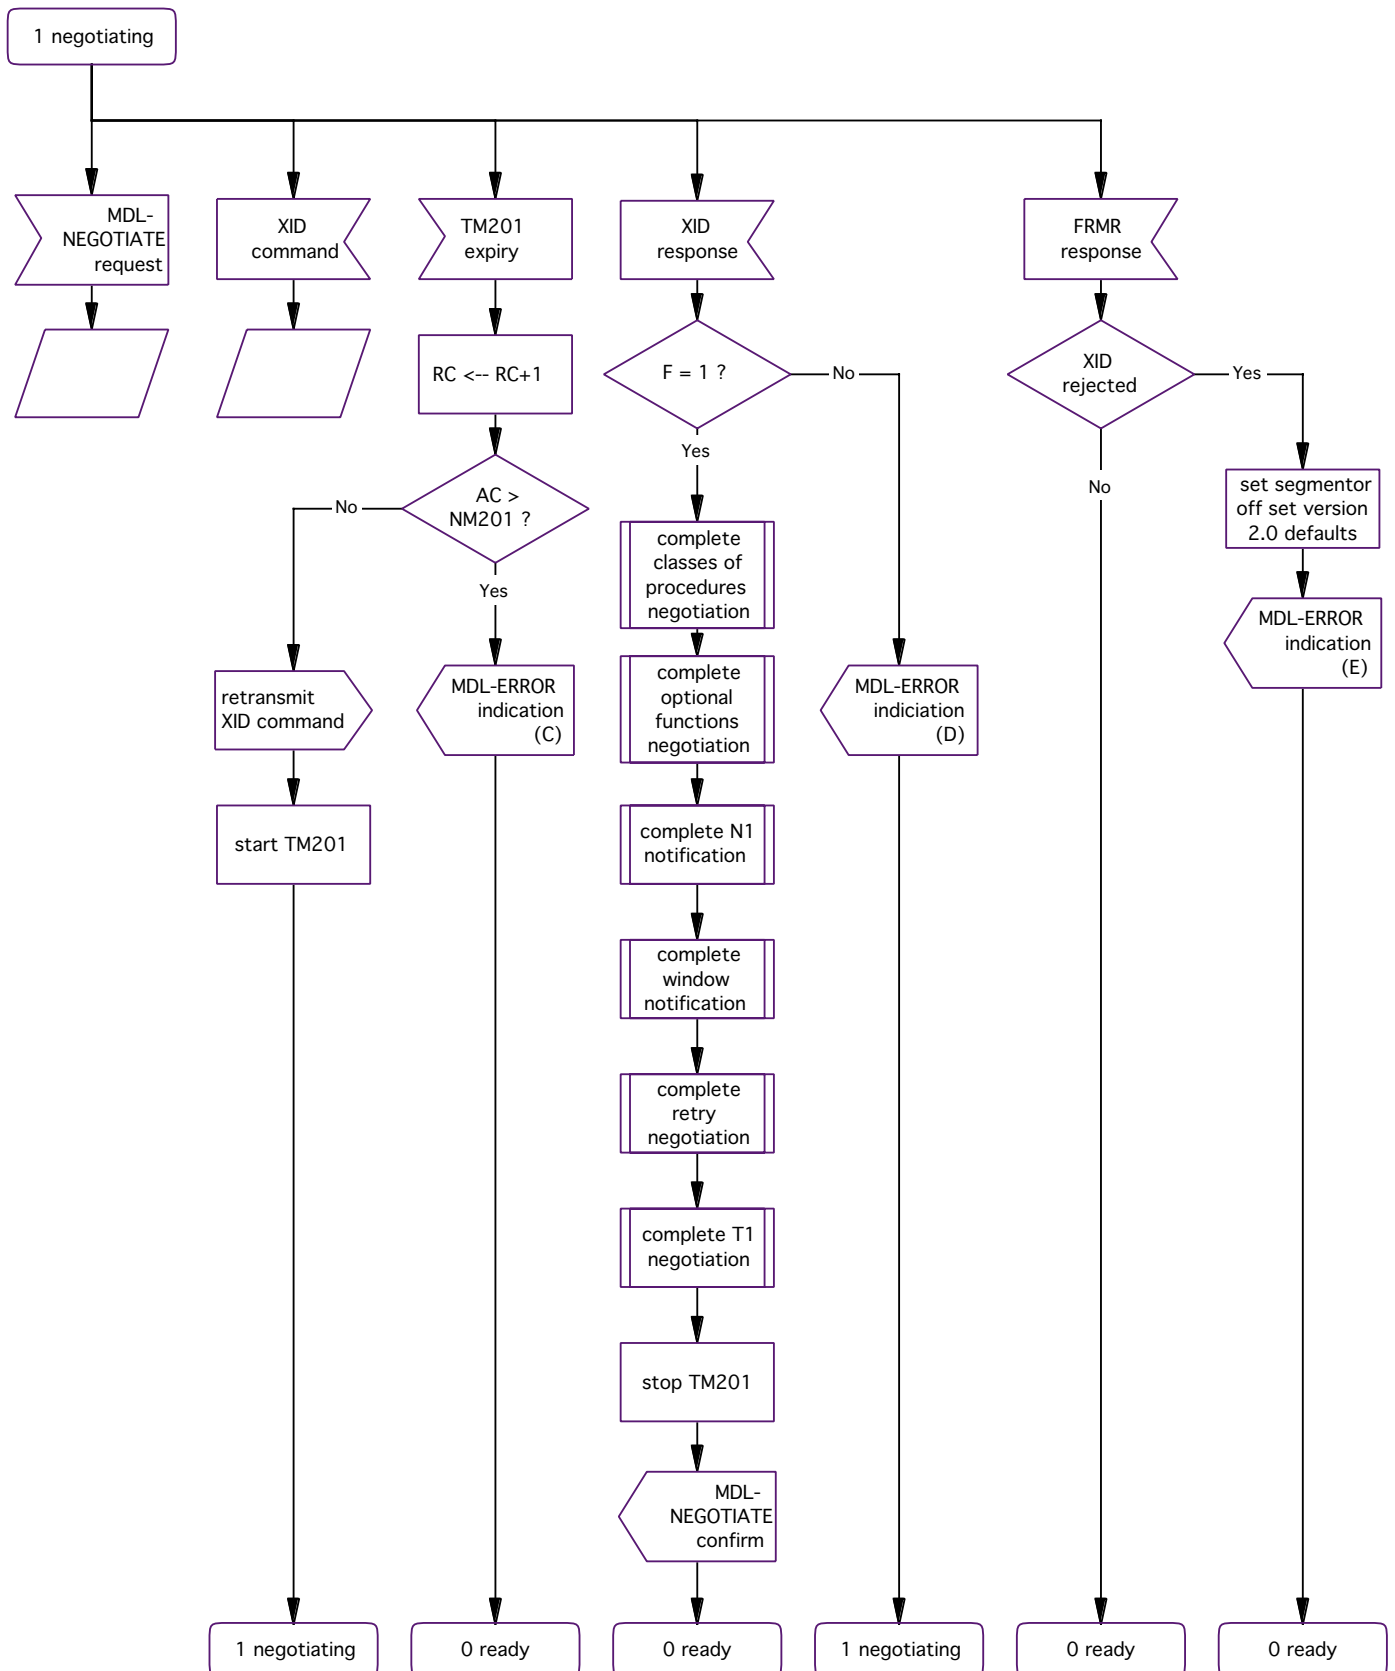 1 negotiating
MDL-
NEGOTIATE
request
XID
command
TM201
expiry
XID
response
FRMR
response
RC <-- RC+1
F = 1 ?
No
XID
rejected
Yes
Yes
No
AC >
NM201 ?
No
Yes
set segmentor
off set version
2.0 defaults
complete
classes of
procedures
negotiation
MDL-ERROR
indication
(E)
retransmit
XID command
MDL-ERROR
indication
(C)
complete
optional
functions
negotiation
MDL-ERROR
indiciation
(D)
start TM201
complete N1
notification
complete
window
notification
complete
retry
negotiation
complete T1
negotiation
stop TM201
MDL-
NEGOTIATE
confirm
1 negotiating
0 ready
0 ready
1 negotiating
0 ready
0 ready